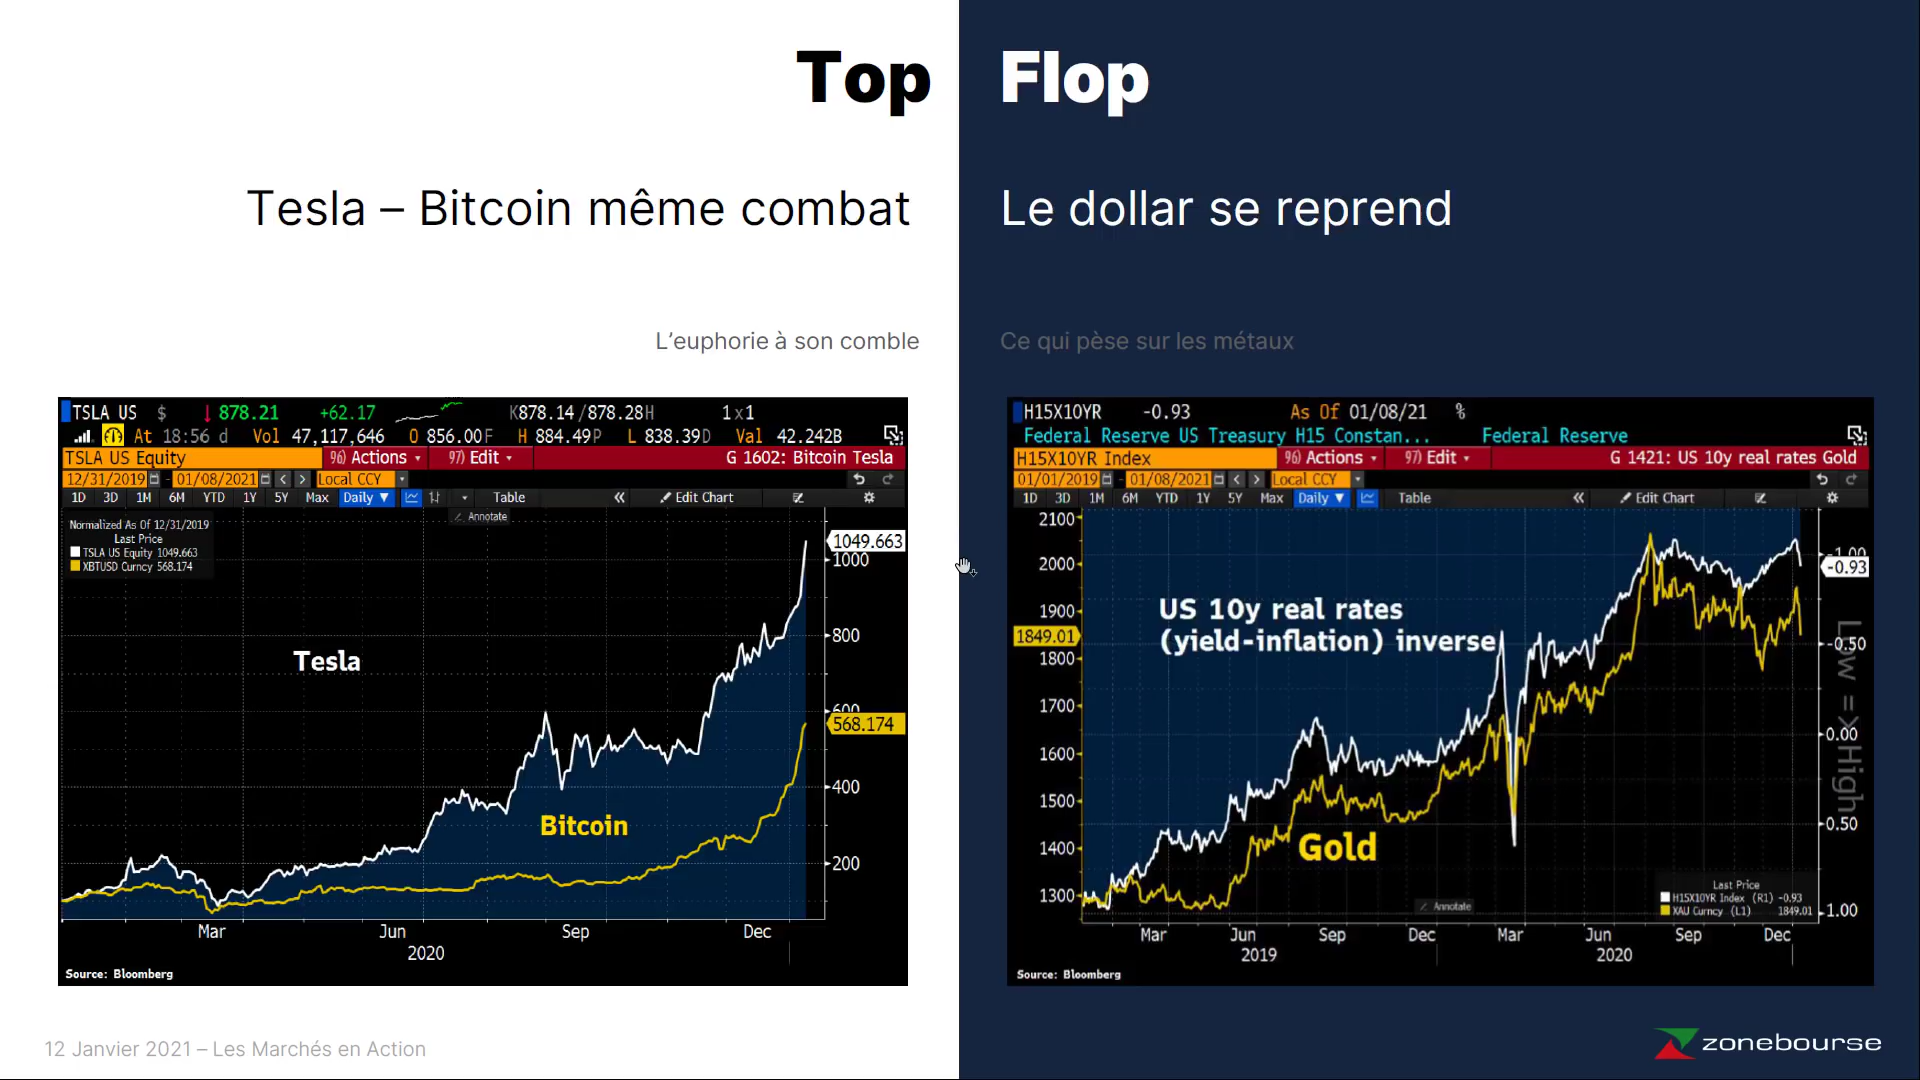 Top
Tesla – Bitcoin même combat
L'euphorie à son comble
TSLA US $ ↓ 878.21 +62.17 K878.14/878.28H 1x1
At 18:56 d Vol 47,117,646 O 856.00F H 884.49P L 838.39D Val 42.242B
TSLA US Equity 96) Actions 97) Edit G 1602: Bitcoin Tesla
12/31/2019 - 01/08/2021 < > Local CCY
1D 3D 1M 6M YTD 1Y 5Y Max Daily ▼ Table « Edit Chart
Annotate
Normalized As Of 12/31/2019
Last Price
TSLA US Equity 1049.663
XBTUSD Curncy 568.174
1049.663
1000
800
600
568.174
400
200
Tesla
Bitcoin
Mar Jun Sep Dec
2020
Source: Bloomberg
12 Janvier 2021 – Les Marchés en Action
Flop
Le dollar se reprend
Ce qui pèse sur les métaux
H15X10YR -0.93 As Of 01/08/21 %
Federal Reserve US Treasury H15 Constan... Federal Reserve
H15X10YR Index 96) Actions 97) Edit G 1421: US 10y real rates Gold
01/01/2019 - 01/08/2021 < > Local CCY
1D 3D 1M 6M YTD 1Y 5Y Max Daily ▼ Table « Edit Chart
2100
2000
1900
1849.01
1800
1700
1600
1500
1400
1300
US 10y real rates
(yield-inflation) inverse
Gold
-1.00
-0.93
-0.50
0.00
0.50
1.00
Low => High
Last Price
H15X10YR Index (R1) -0.93
XAU Curncy (L1) 1849.01
Annotate
Mar Jun Sep Dec Mar Jun Sep Dec
2019 2020
Source: Bloomberg
zonebourse